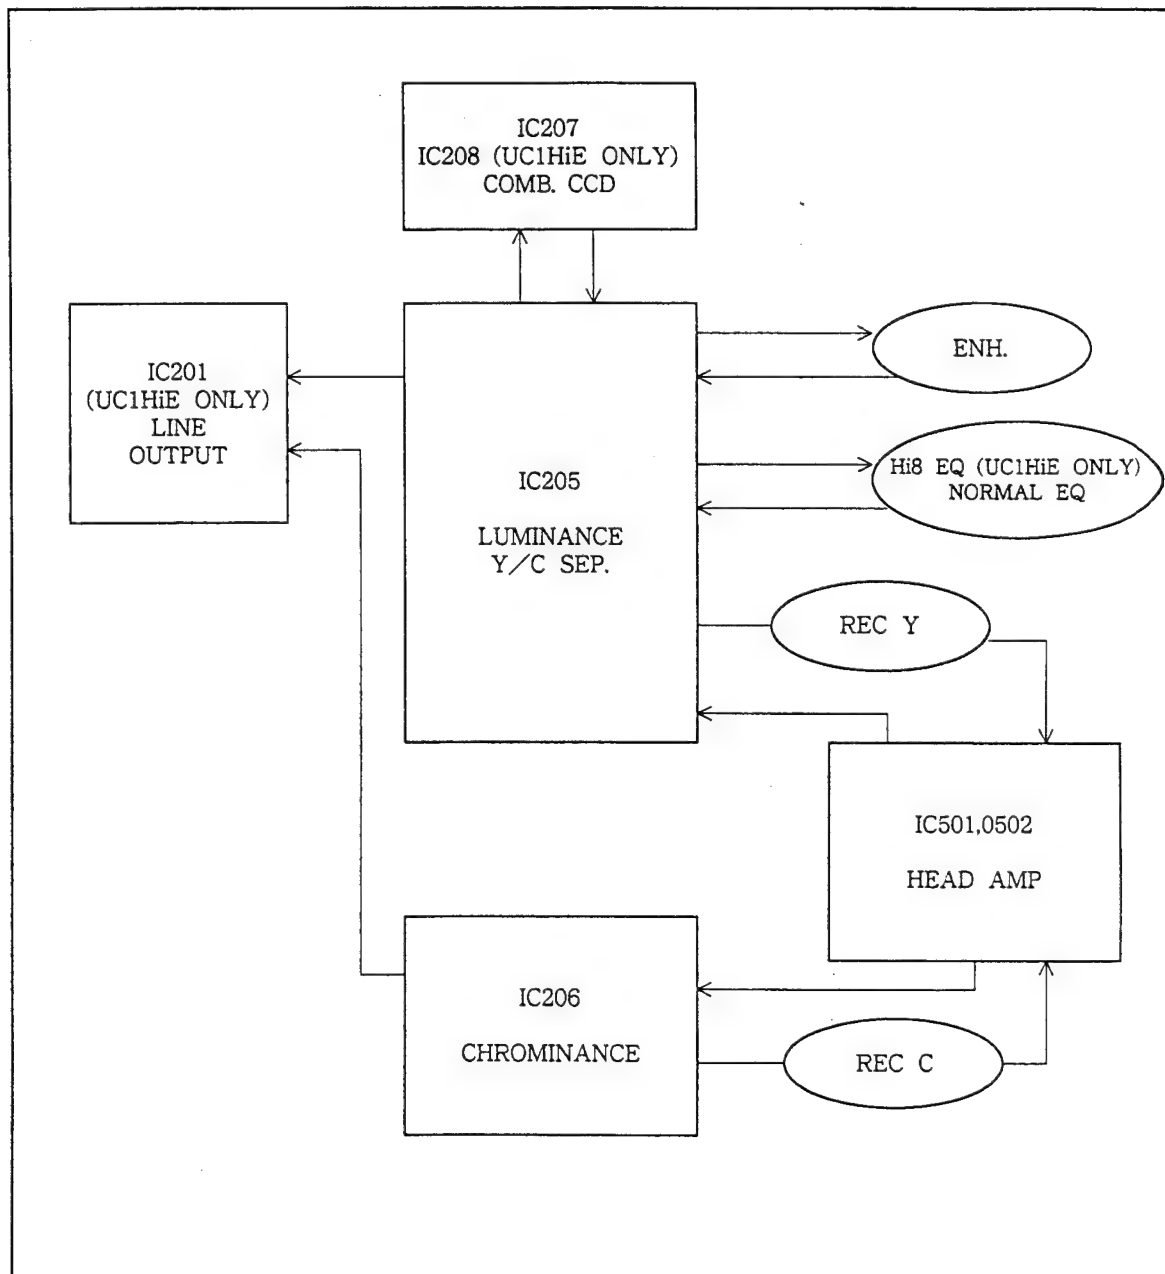 IC207
IC208 (UC1HiE ONLY)
COMB. CCD
IC201
(UC1HiE ONLY)
LINE
OUTPUT
IC205
LUMINANCE
Y/C SEP.
ENH.
Hi8 EQ (UC1HiE ONLY)
NORMAL EQ
REC Y
IC501,0502
HEAD AMP
IC206
CHROMINANCE
REC C